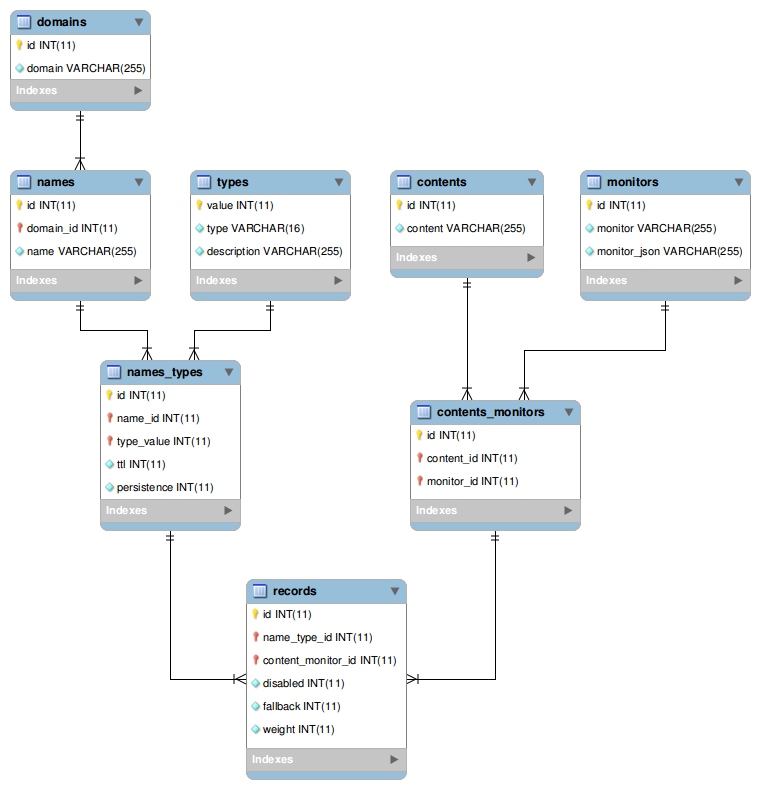 domains
id INT(11)
domain VARCHAR(255)
Indexes
names
id INT(11)
domain_id INT(11)
name VARCHAR(255)
Indexes
types
value INT(11)
type VARCHAR(16)
description VARCHAR(255)
Indexes
contents
id INT(11)
content VARCHAR(255)
Indexes
monitors
id INT(11)
monitor VARCHAR(255)
monitor_json VARCHAR(255)
Indexes
names_types
id INT(11)
name_id INT(11)
type_value INT(11)
ttl INT(11)
persistence INT(11)
Indexes
contents_monitors
id INT(11)
content_id INT(11)
monitor_id INT(11)
Indexes
records
id INT(11)
name_type_id INT(11)
content_monitor_id INT(11)
disabled INT(11)
fallback INT(11)
weight INT(11)
Indexes